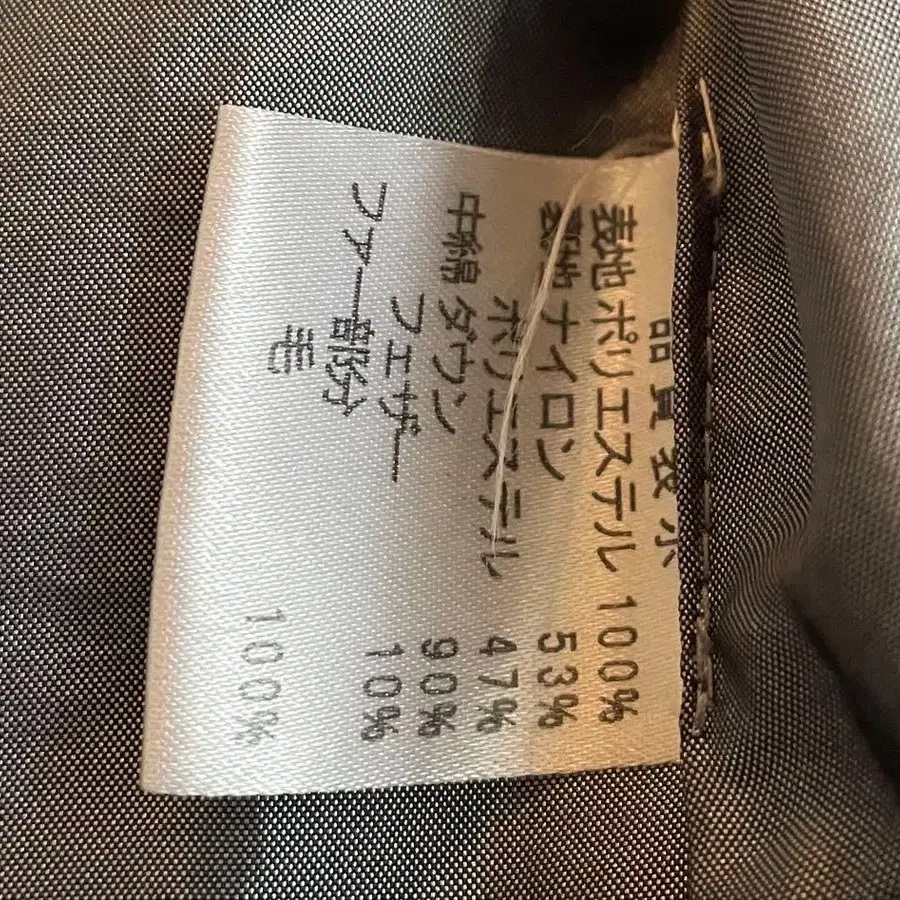 品質表示
表地 ポリエステル 100%
裏地 ナイロン 53%
ポリエステル 47%
中綿 ダウン 90%
フェザー 10%
ファー部分
毛 100%